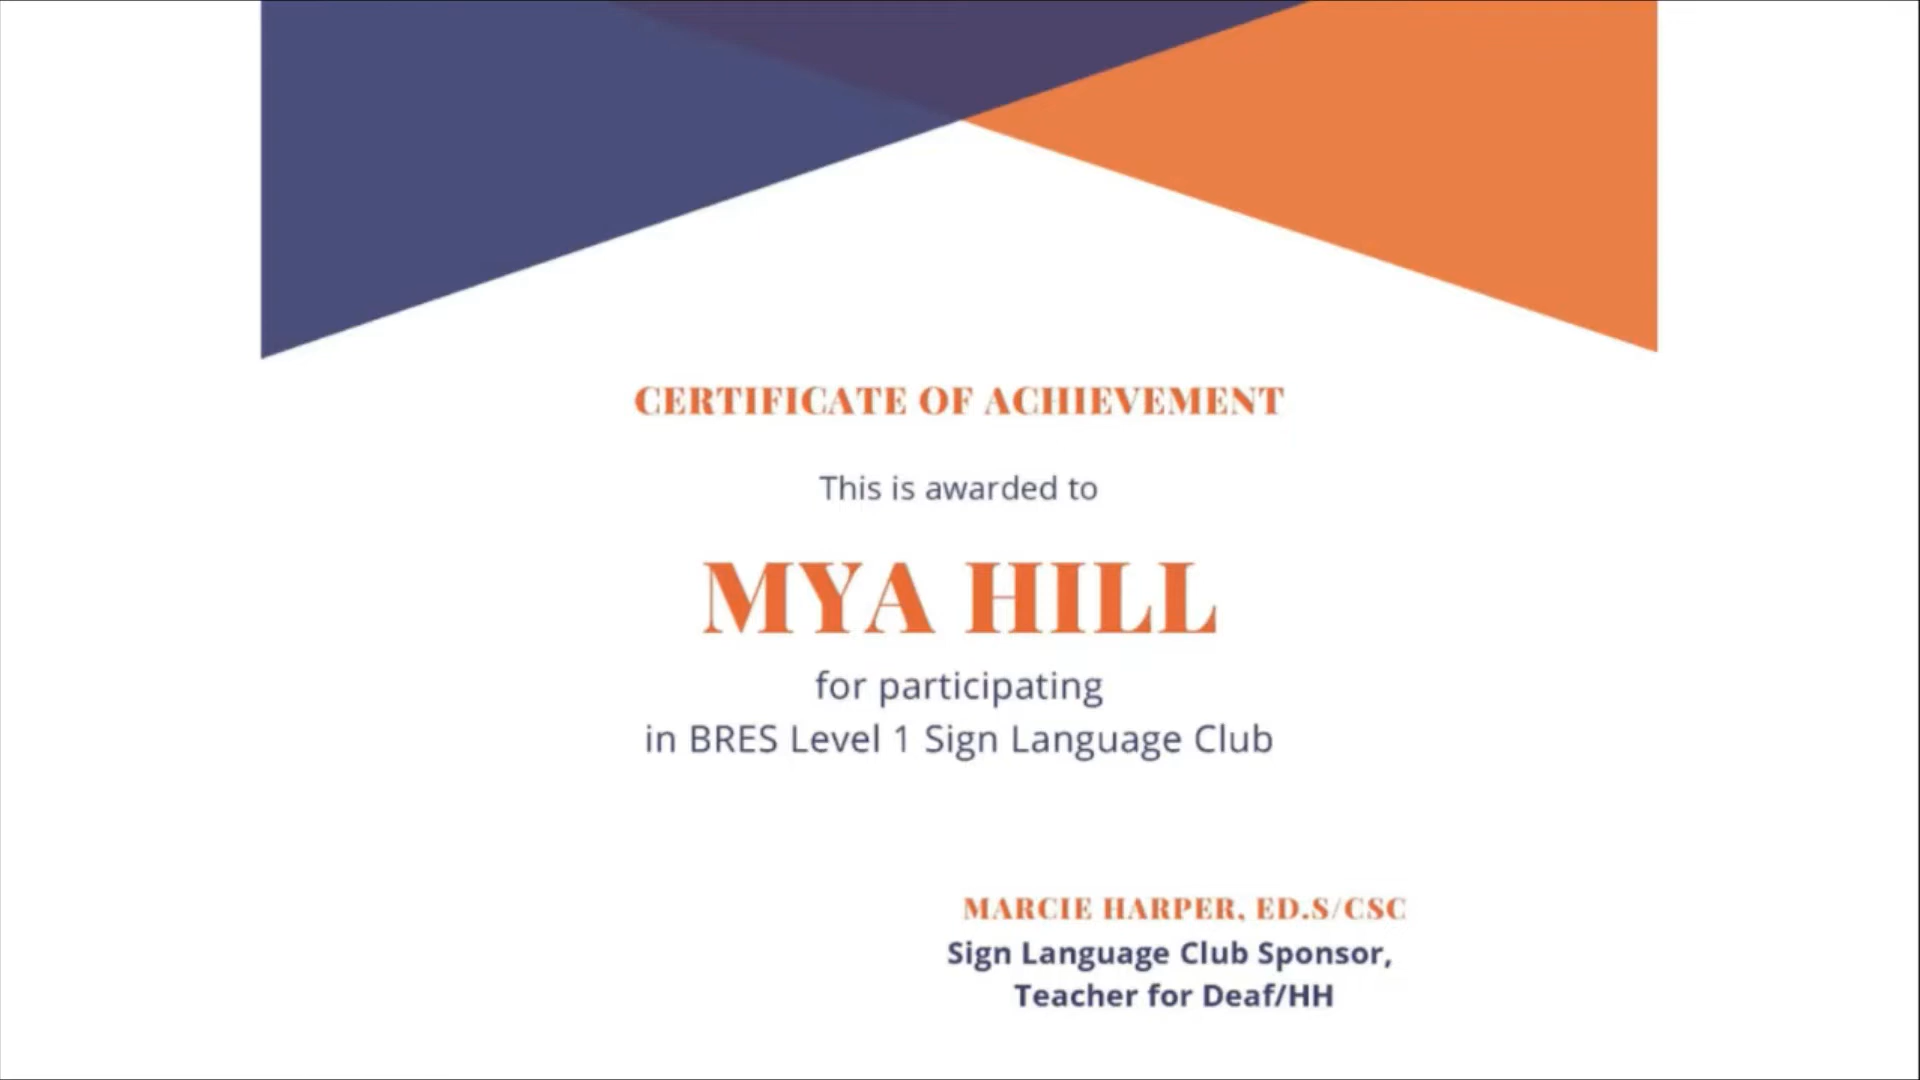 CERTIFICATE OF ACHIEVEMENT
This is awarded to
MYA HILL
for participating
in BRES Level 1 Sign Language Club
MARCIE HARPER, ED.S/CSC
Sign Language Club Sponsor,
Teacher for Deaf/HH